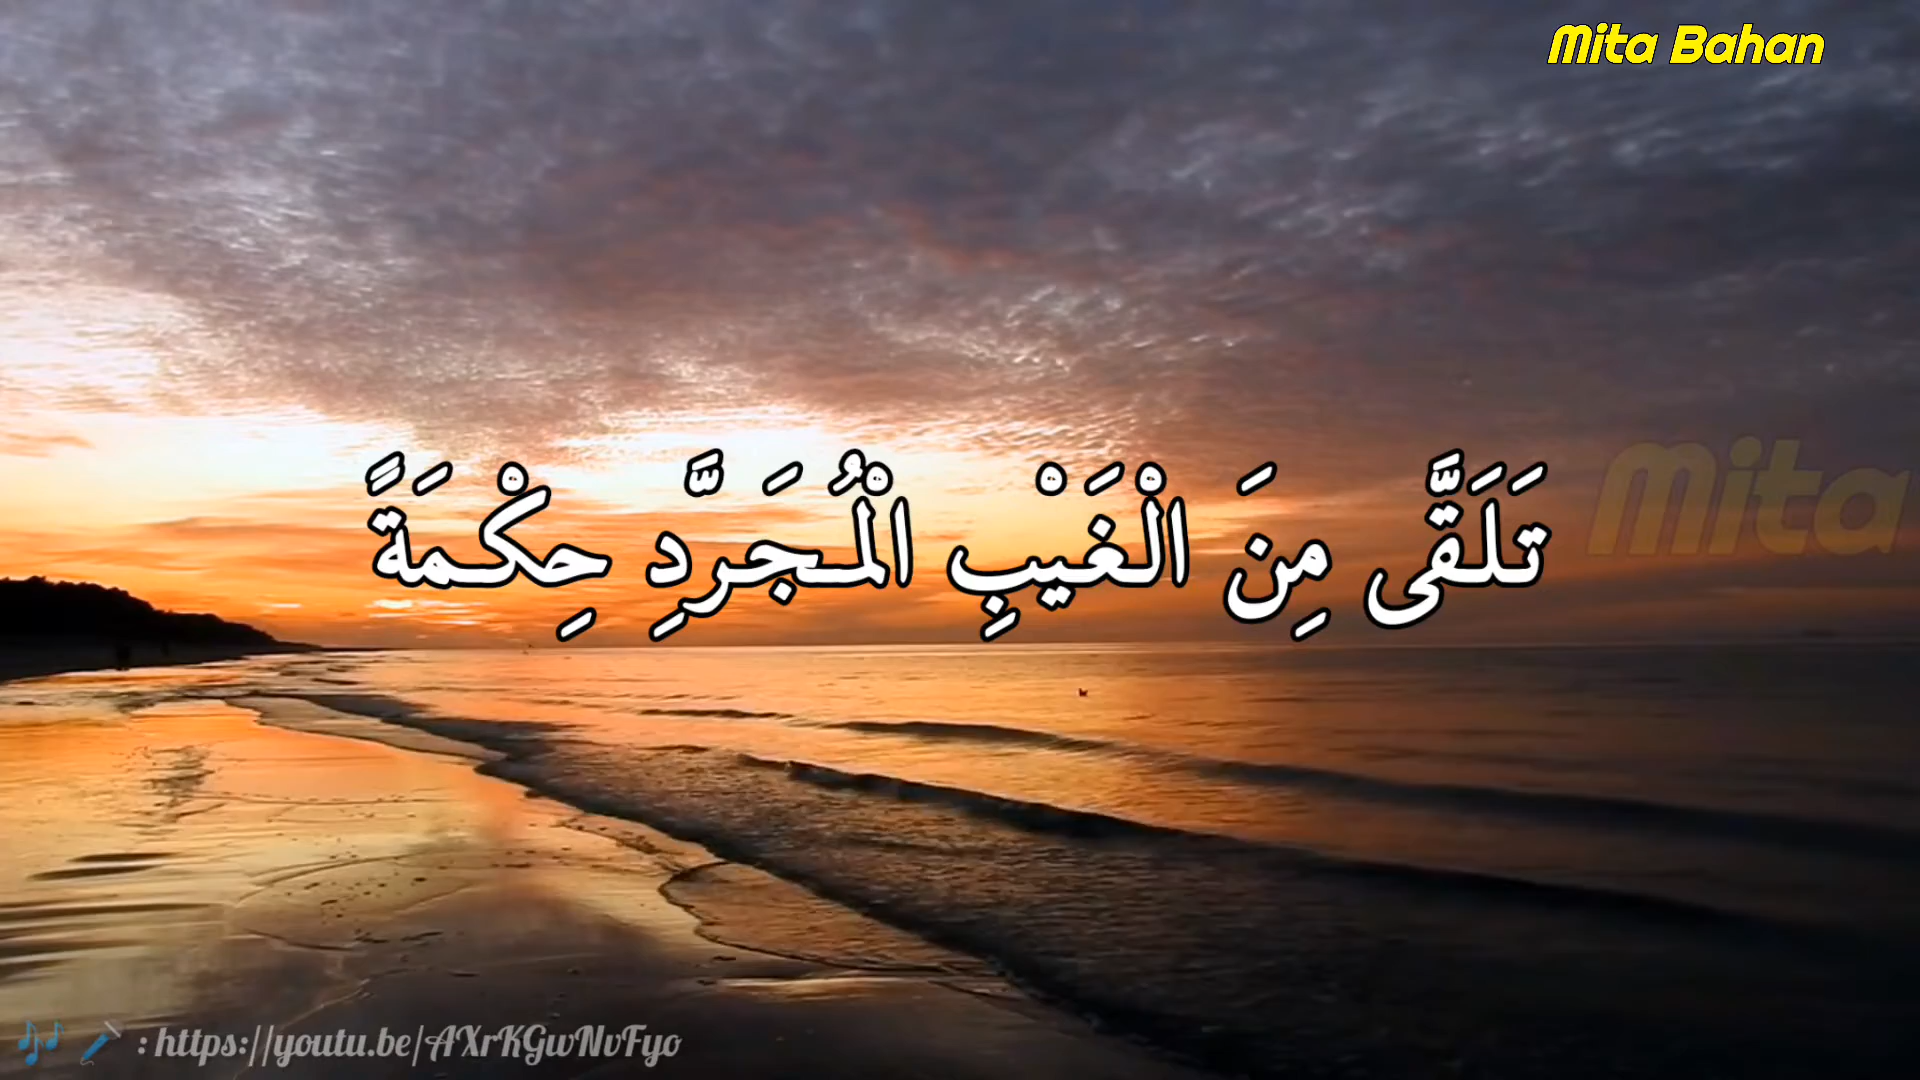 Mita Bahan
تَلَقَّى مِنَ الْغَيْبِ الْمُجَرَّدِ حِكْمَةً
Mita
: https://youtu.be/AXrKGwNvFyo